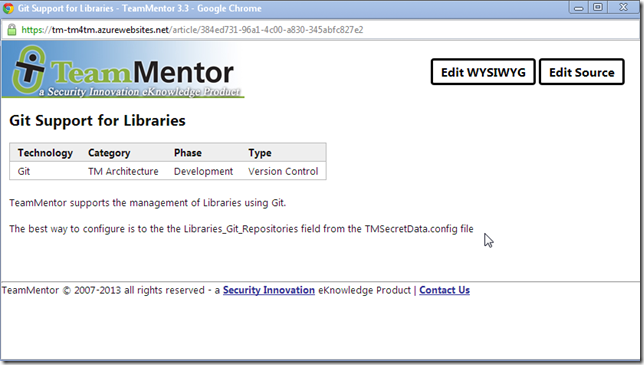 Git Support for Libraries - TeamMentor 3.3 - Google Chrome
https://tm-tm4tm.azurewebsites.net/article/384ed731-96a1-4c00-a830-345abfc827e2
TeamMentor
a Security Innovation eKnowledge Product
Edit WYSIWYG Edit Source
Git Support for Libraries
Technology Category Phase Type
Git TM Architecture Development Version Control
TeamMentor supports the management of Libraries using Git.
The best way to configure is to the the Libraries_Git_Repositories field from the TMSecretData.config file
TeamMentor © 2007-2013 all rights reserved - a Security Innovation eKnowledge Product | Contact Us